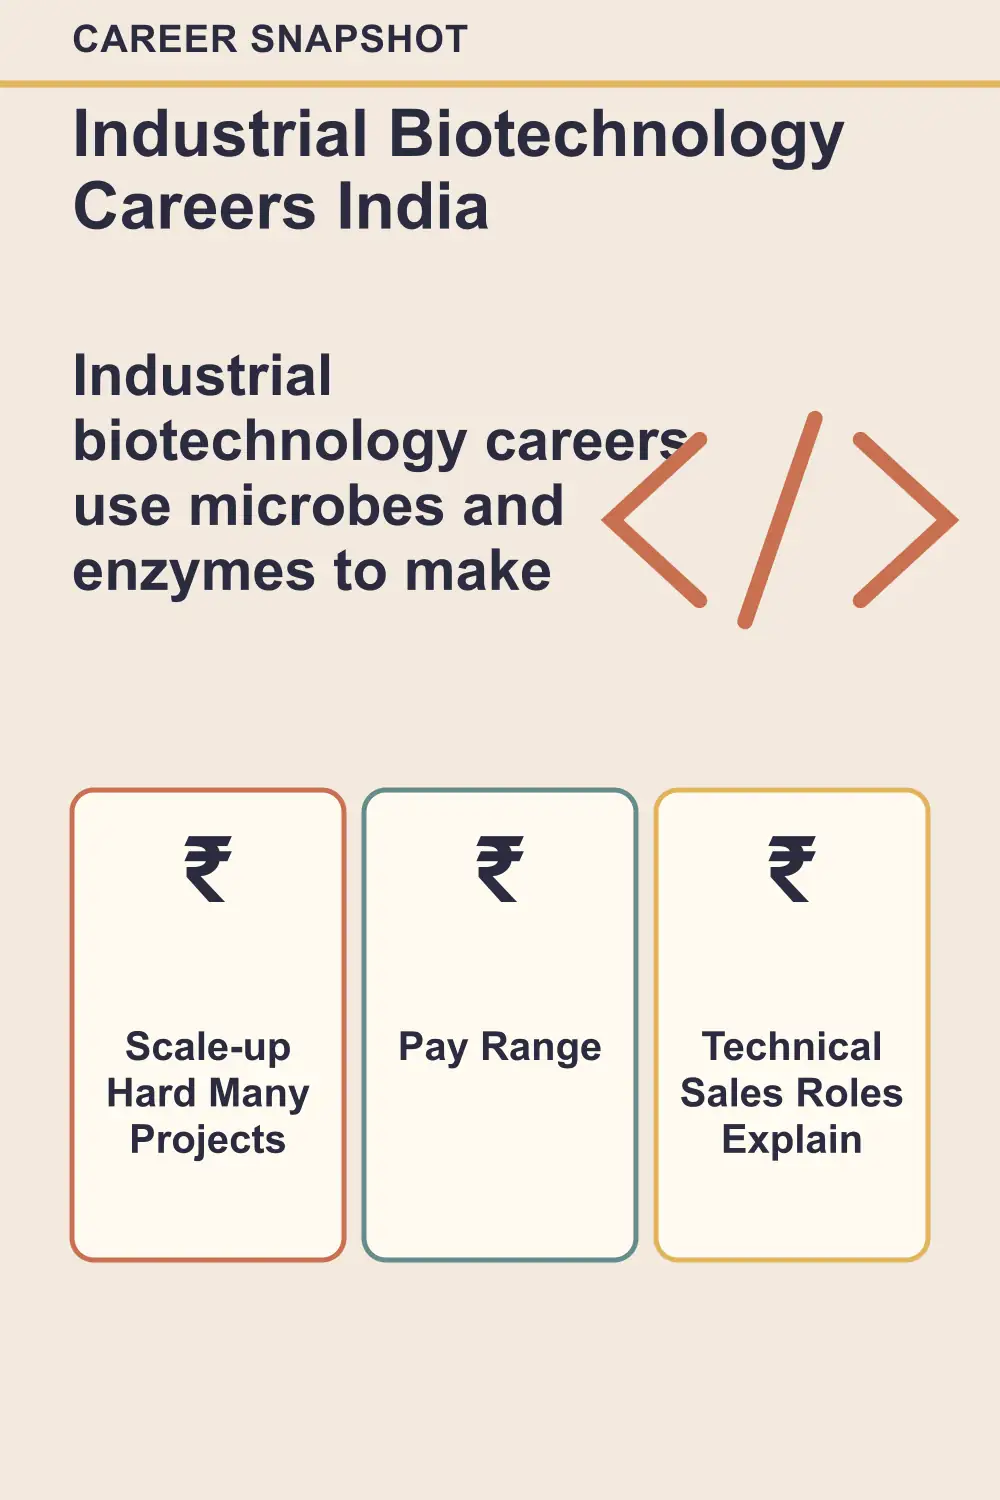 CAREER SNAPSHOT
Industrial Biotechnology
Careers India
Industrial
biotechnology careers
use microbes and
enzymes to make
₹
₹
₹
Scale-up
Hard Many
Projects
Pay Range
Technical
Sales Roles
Explain